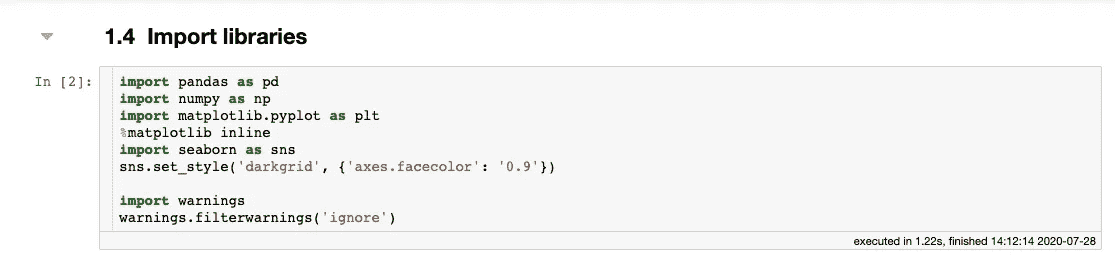 1.4 Import libraries
In [2]:
import pandas as pd
import numpy as np
import matplotlib.pyplot as plt
%matplotlib inline
import seaborn as sns
sns.set_style('darkgrid', {'axes.facecolor': '0.9'})
import warnings
warnings.filterwarnings('ignore')
executed in 1.22s, finished 14:12:14 2020-07-28